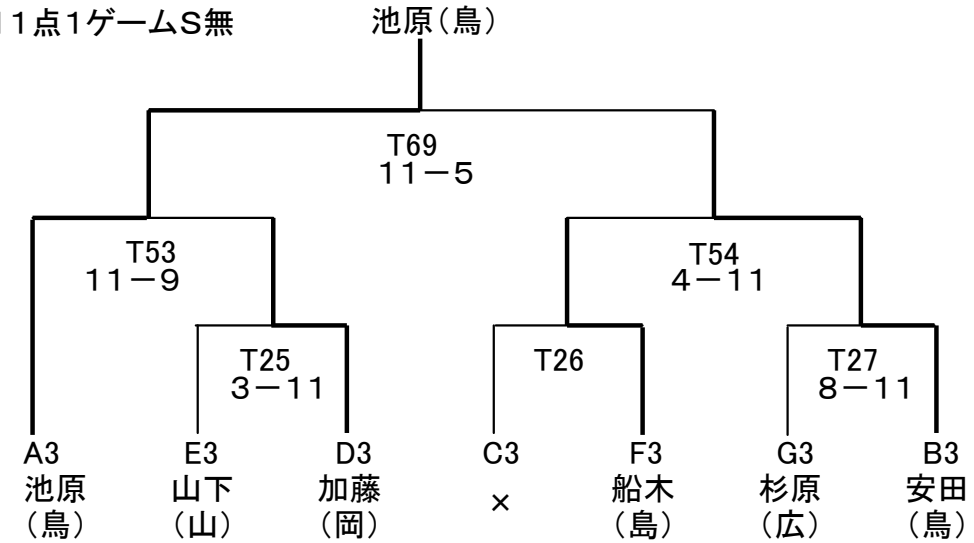 11点1ゲームS無
池原(鳥)
T69
11-5
T53
11-9
T54
4-11
T25
3-11
T26
T27
8-11
A3 E3 D3 C3 F3 G3 B3
池原 山下 加藤 × 船木 杉原 安田
(鳥) (山) (岡) (島) (広) (鳥)